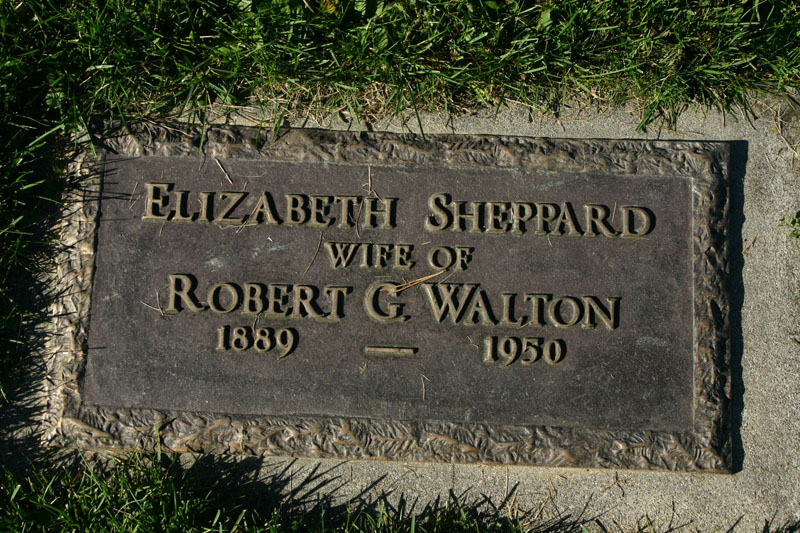 ELIZABETH SHEPPARD
WIFE OF
ROBERT G. WALTON
1889 — 1950